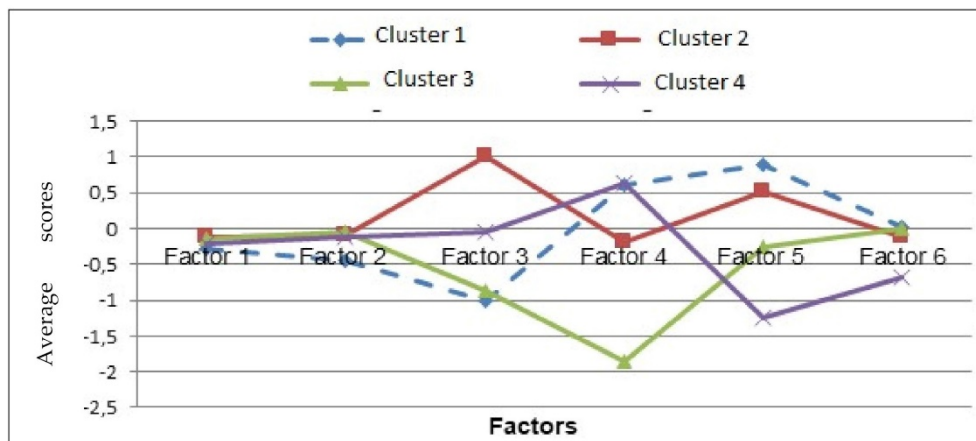 Cluster 1 Cluster 2
Cluster 3 Cluster 4
1,5
1
0,5
0
-0,5
-1
-1,5
-2
-2,5
Average scores
Factor 1 Factor 2 Factor 3 Factor 4 Factor 5 Factor 6
Factors